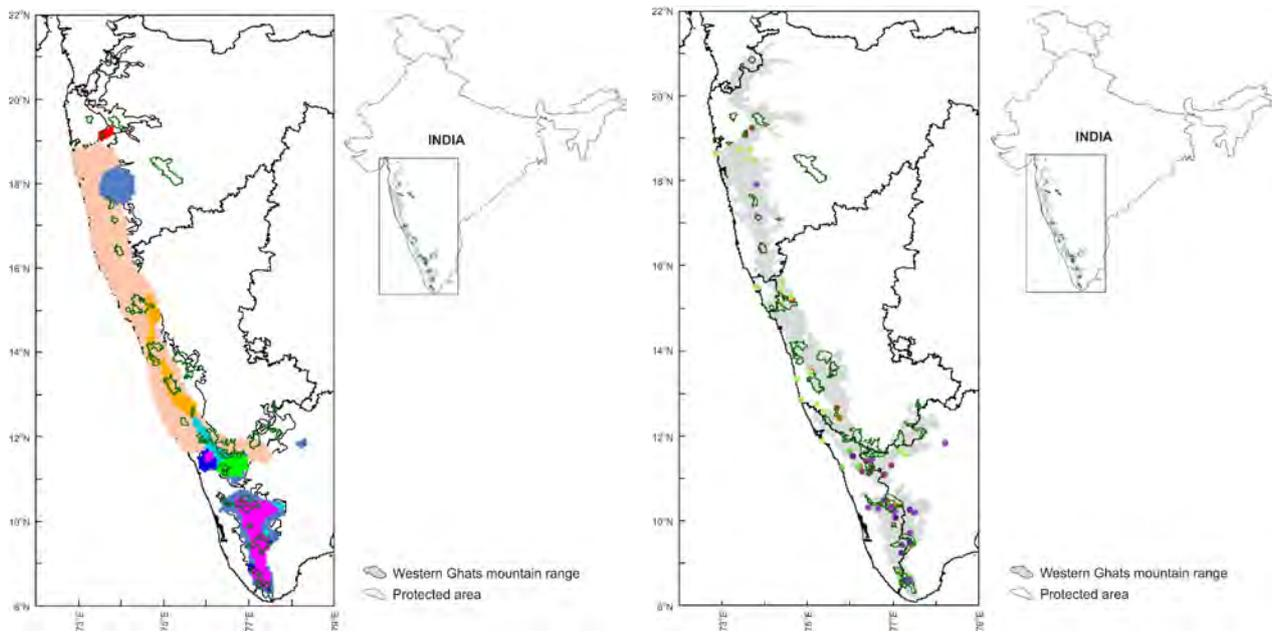 22°N
20°N
18°N
16°N
14°N
12°N
10°N
8°N
73°E
75°E
77°E
79°E
INDIA
Western Ghats mountain range
Protected area
22°N
20°N
18°N
16°N
14°N
12°N
10°N
8°N
73°E
75°E
77°E
79°E
INDIA
Western Ghats mountain range
Protected area